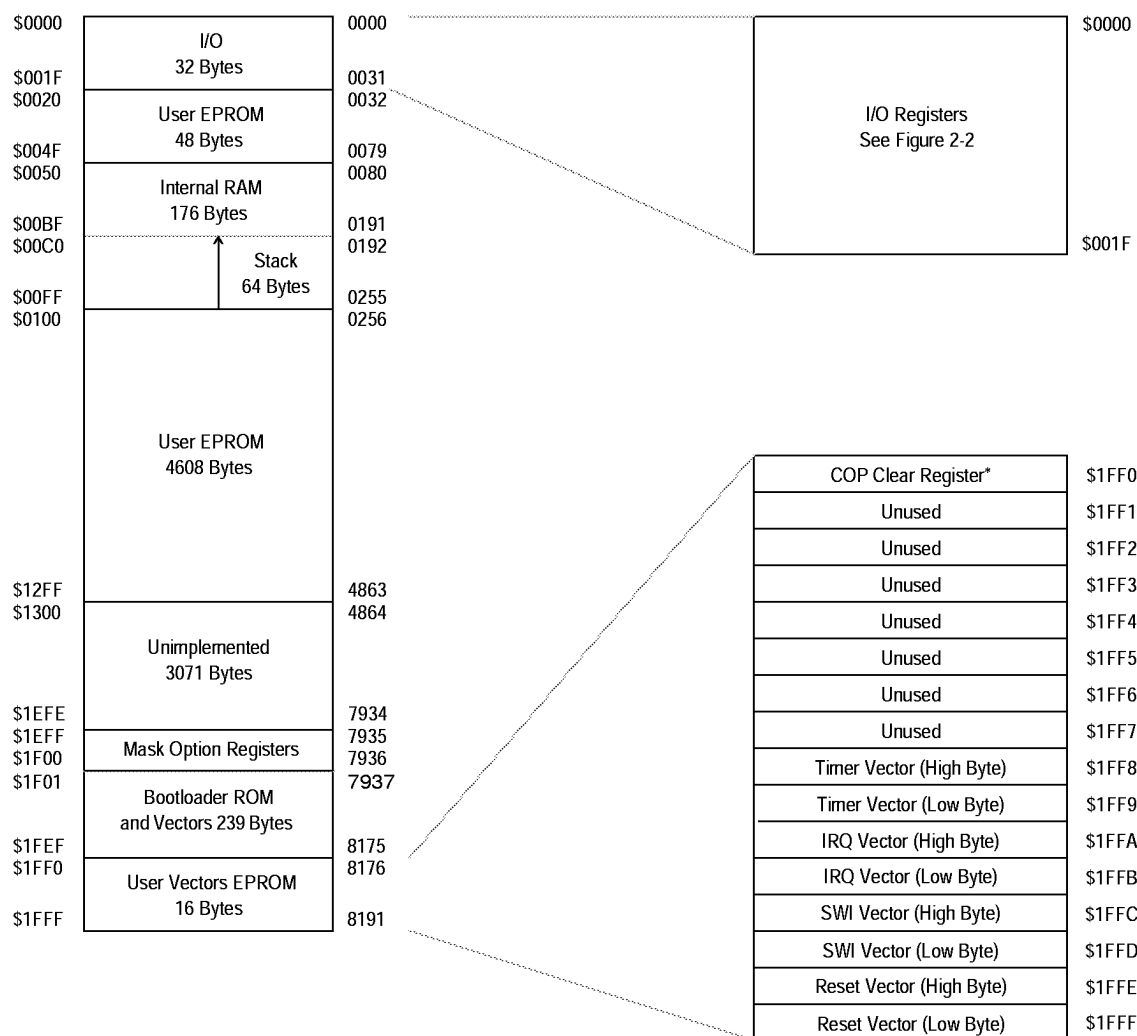 $0000
I/O
32 Bytes
0000
$001F
0031
$0020
User EPROM
48 Bytes
0032
$004F
0079
$0050
Internal RAM
176 Bytes
0080
$00BF
0191
$00C0
0192
Stack
64 Bytes
$00FF
0255
$0100
0256
User EPROM
4608 Bytes
$12FF
4863
$1300
4864
Unimplemented
3071 Bytes
$1EFE
7934
$1EFF
7935
Mask Option Registers
$1F00
7936
$1F01
7937
Bootloader ROM
and Vectors 239 Bytes
$1FEF
8175
$1FF0
8176
User Vectors EPROM
16 Bytes
$1FFF
8191
$0000
I/O Registers
See Figure 2-2
$001F
COP Clear Register* $1FF0
Unused $1FF1
Unused $1FF2
Unused $1FF3
Unused $1FF4
Unused $1FF5
Unused $1FF6
Unused $1FF7
Timer Vector (High Byte) $1FF8
Timer Vector (Low Byte) $1FF9
IRQ Vector (High Byte) $1FFA
IRQ Vector (Low Byte) $1FFB
SWI Vector (High Byte) $1FFC
SWI Vector (Low Byte) $1FFD
Reset Vector (High Byte) $1FFE
Reset Vector (Low Byte) $1FFF